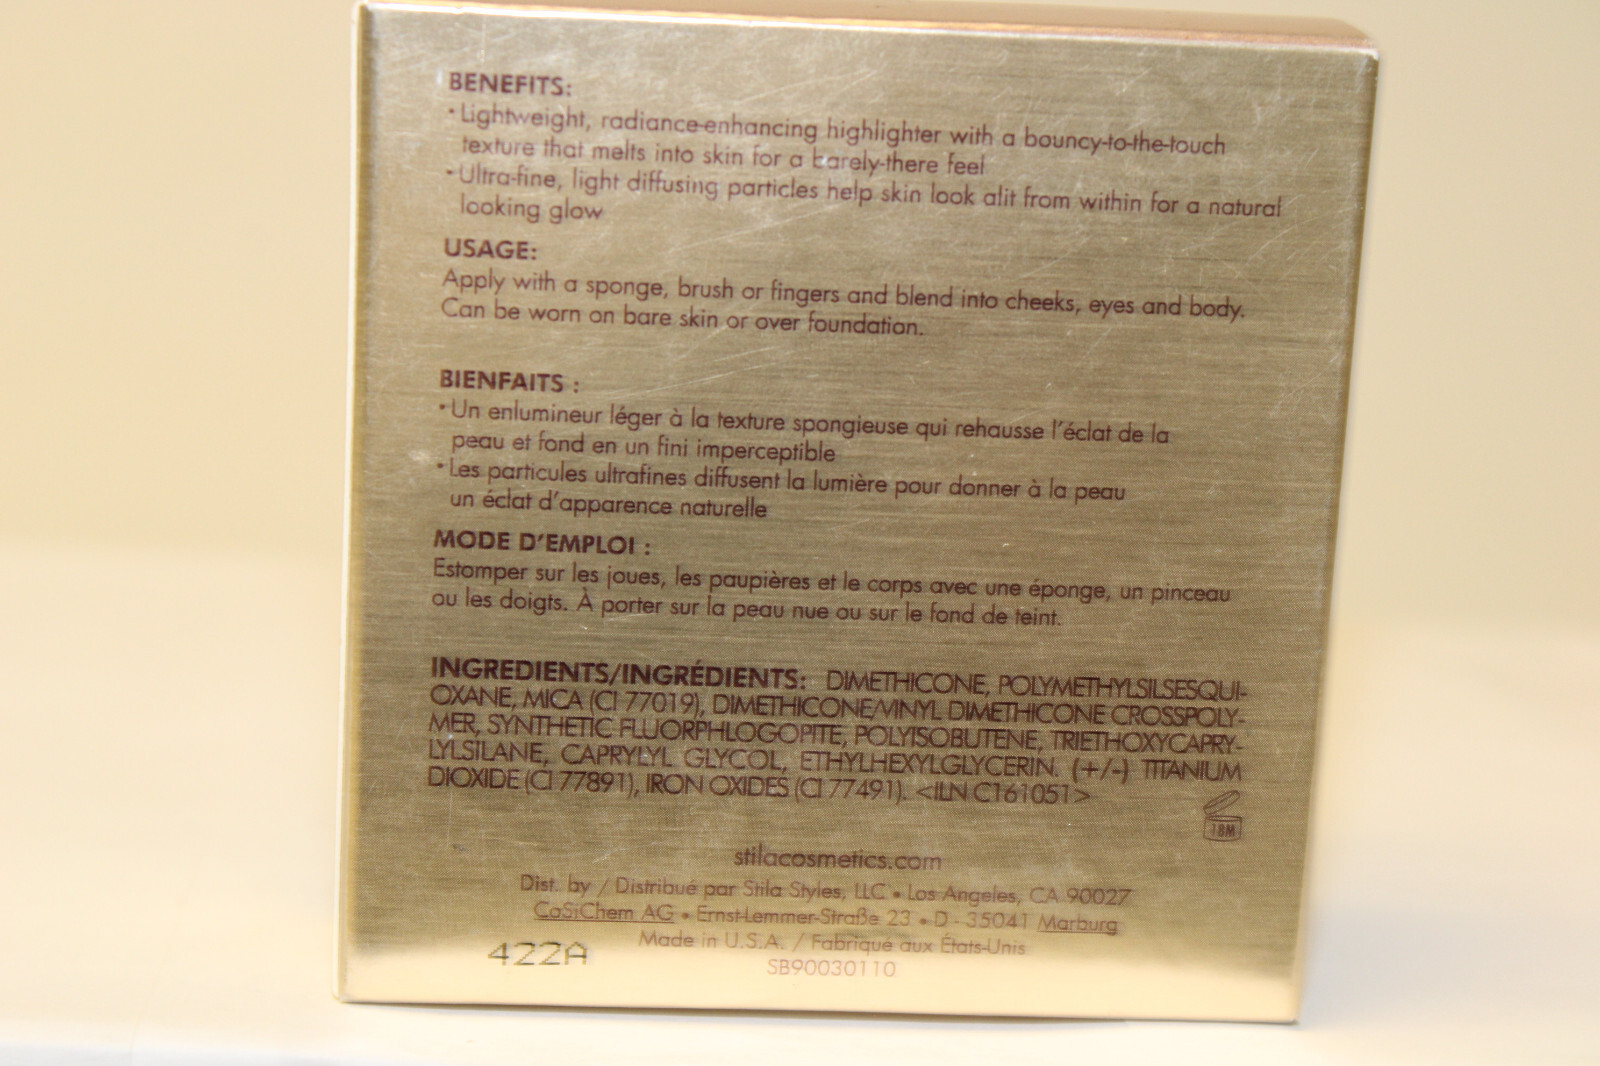 BENEFITS:
• Lightweight, radiance-enhancing highlighter with a bouncy-to-the-touch
texture that melts into skin for a barely-there feel
• Ultra-fine, light diffusing particles help skin look alit from within for a natural
looking glow
USAGE:
Apply with a sponge, brush or fingers and blend into cheeks, eyes and body.
Can be worn on bare skin or over foundation.
BIENFAITS :
• Un enlumineur léger à la texture spongieuse qui rehausse l'éclat de la
peau et fond en un fini imperceptible
• Les particules ultrafines diffusent la lumière pour donner à la peau
un éclat d'apparence naturelle
MODE D'EMPLOI :
Estomper sur les joues, les paupières et le corps avec une éponge, un pinceau
ou les doigts. À porter sur la peau nue ou sur le fond de teint.
INGREDIENTS/INGRÉDIENTS: DIMETHICONE, POLYMETHYLSILSESQUI-
OXANE, MICA (CI 77019), DIMETHICONE/VINYL DIMETHICONE CROSSPOLY-
MER, SYNTHETIC FLUORPHLOGOPITE, POLYISOBUTENE, TRIETHOXYCAPRY-
LYLSILANE, CAPRYLYL GLYCOL, ETHYLHEXYLGLYCERIN. (+/-) TITANIUM
DIOXIDE (CI 77891), IRON OXIDES (CI 77491). <ILN C161051>
18M
stilacosmetics.com
Dist. by / Distribué par Stila Styles, LLC • Los Angeles, CA 90027
CoSiChem AG • Ernst-Lemmer-Straße 23 • D - 35041 Marburg
Made in U.S.A. / Fabriqué aux États-Unis
422A
SB90030110